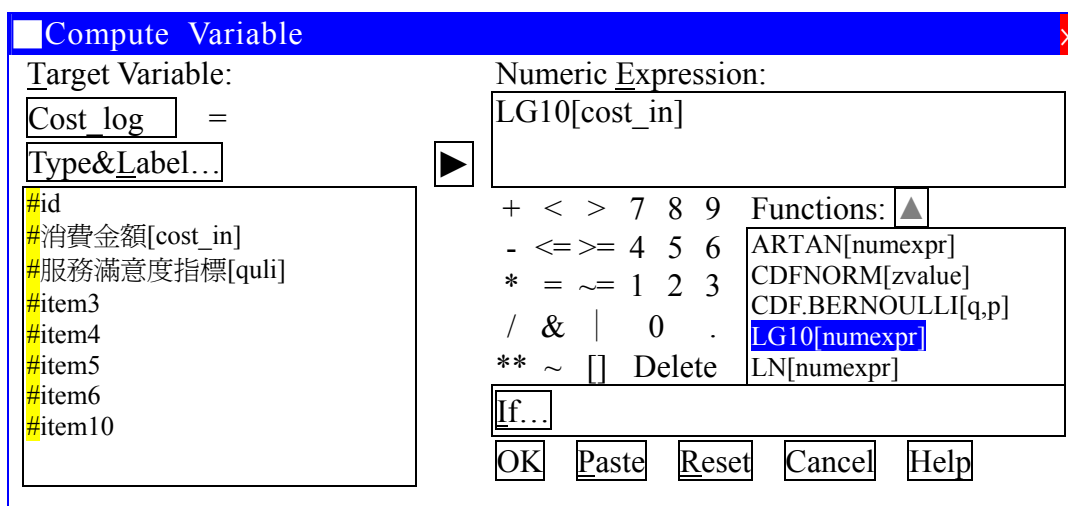 Compute Variable
Target Variable:
Cost_log =
Type&Label…
#id
#消費金額[cost_in]
#服務滿意度指標[quli]
#item3
#item4
#item5
#item6
#item10
Numeric Expression:
LG10[cost_in]
+ < > 7 8 9
- <= >= 4 5 6
* = ~= 1 2 3
/ & | 0 .
** ~ [] Delete
Functions:
ARTAN[numexpr]
CDFNORM[zvalue]
CDF.BERNOULLI[q,p]
LG10[numexpr]
LN[numexpr]
If…
OK Paste Reset Cancel Help